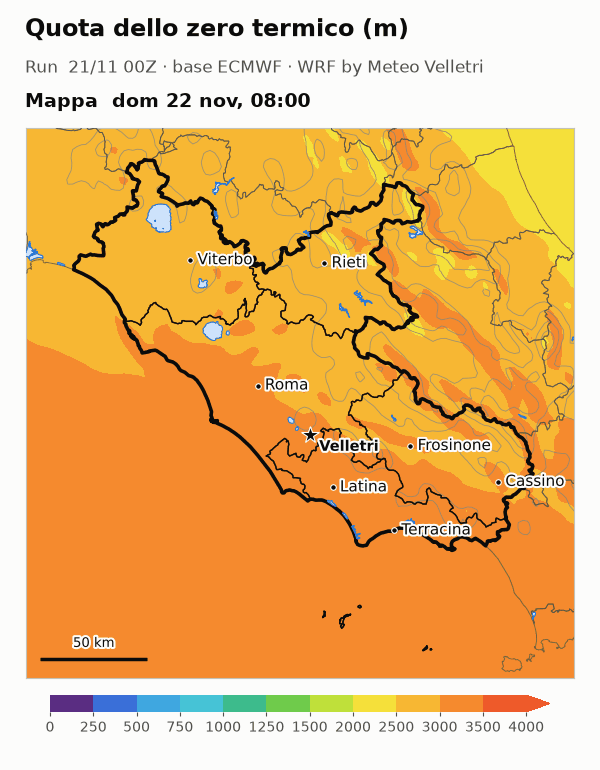 Quota dello zero termico (m)
Run 21/11 00Z · base ECMWF · WRF by Meteo Velletri
Mappa dom 22 nov, 08:00
Viterbo
Rieti
Roma
Velletri
Frosinone
Cassino
Latina
Terracina
50 km
0 250 500 750 1000 1250 1500 2000 2500 3000 3500 4000